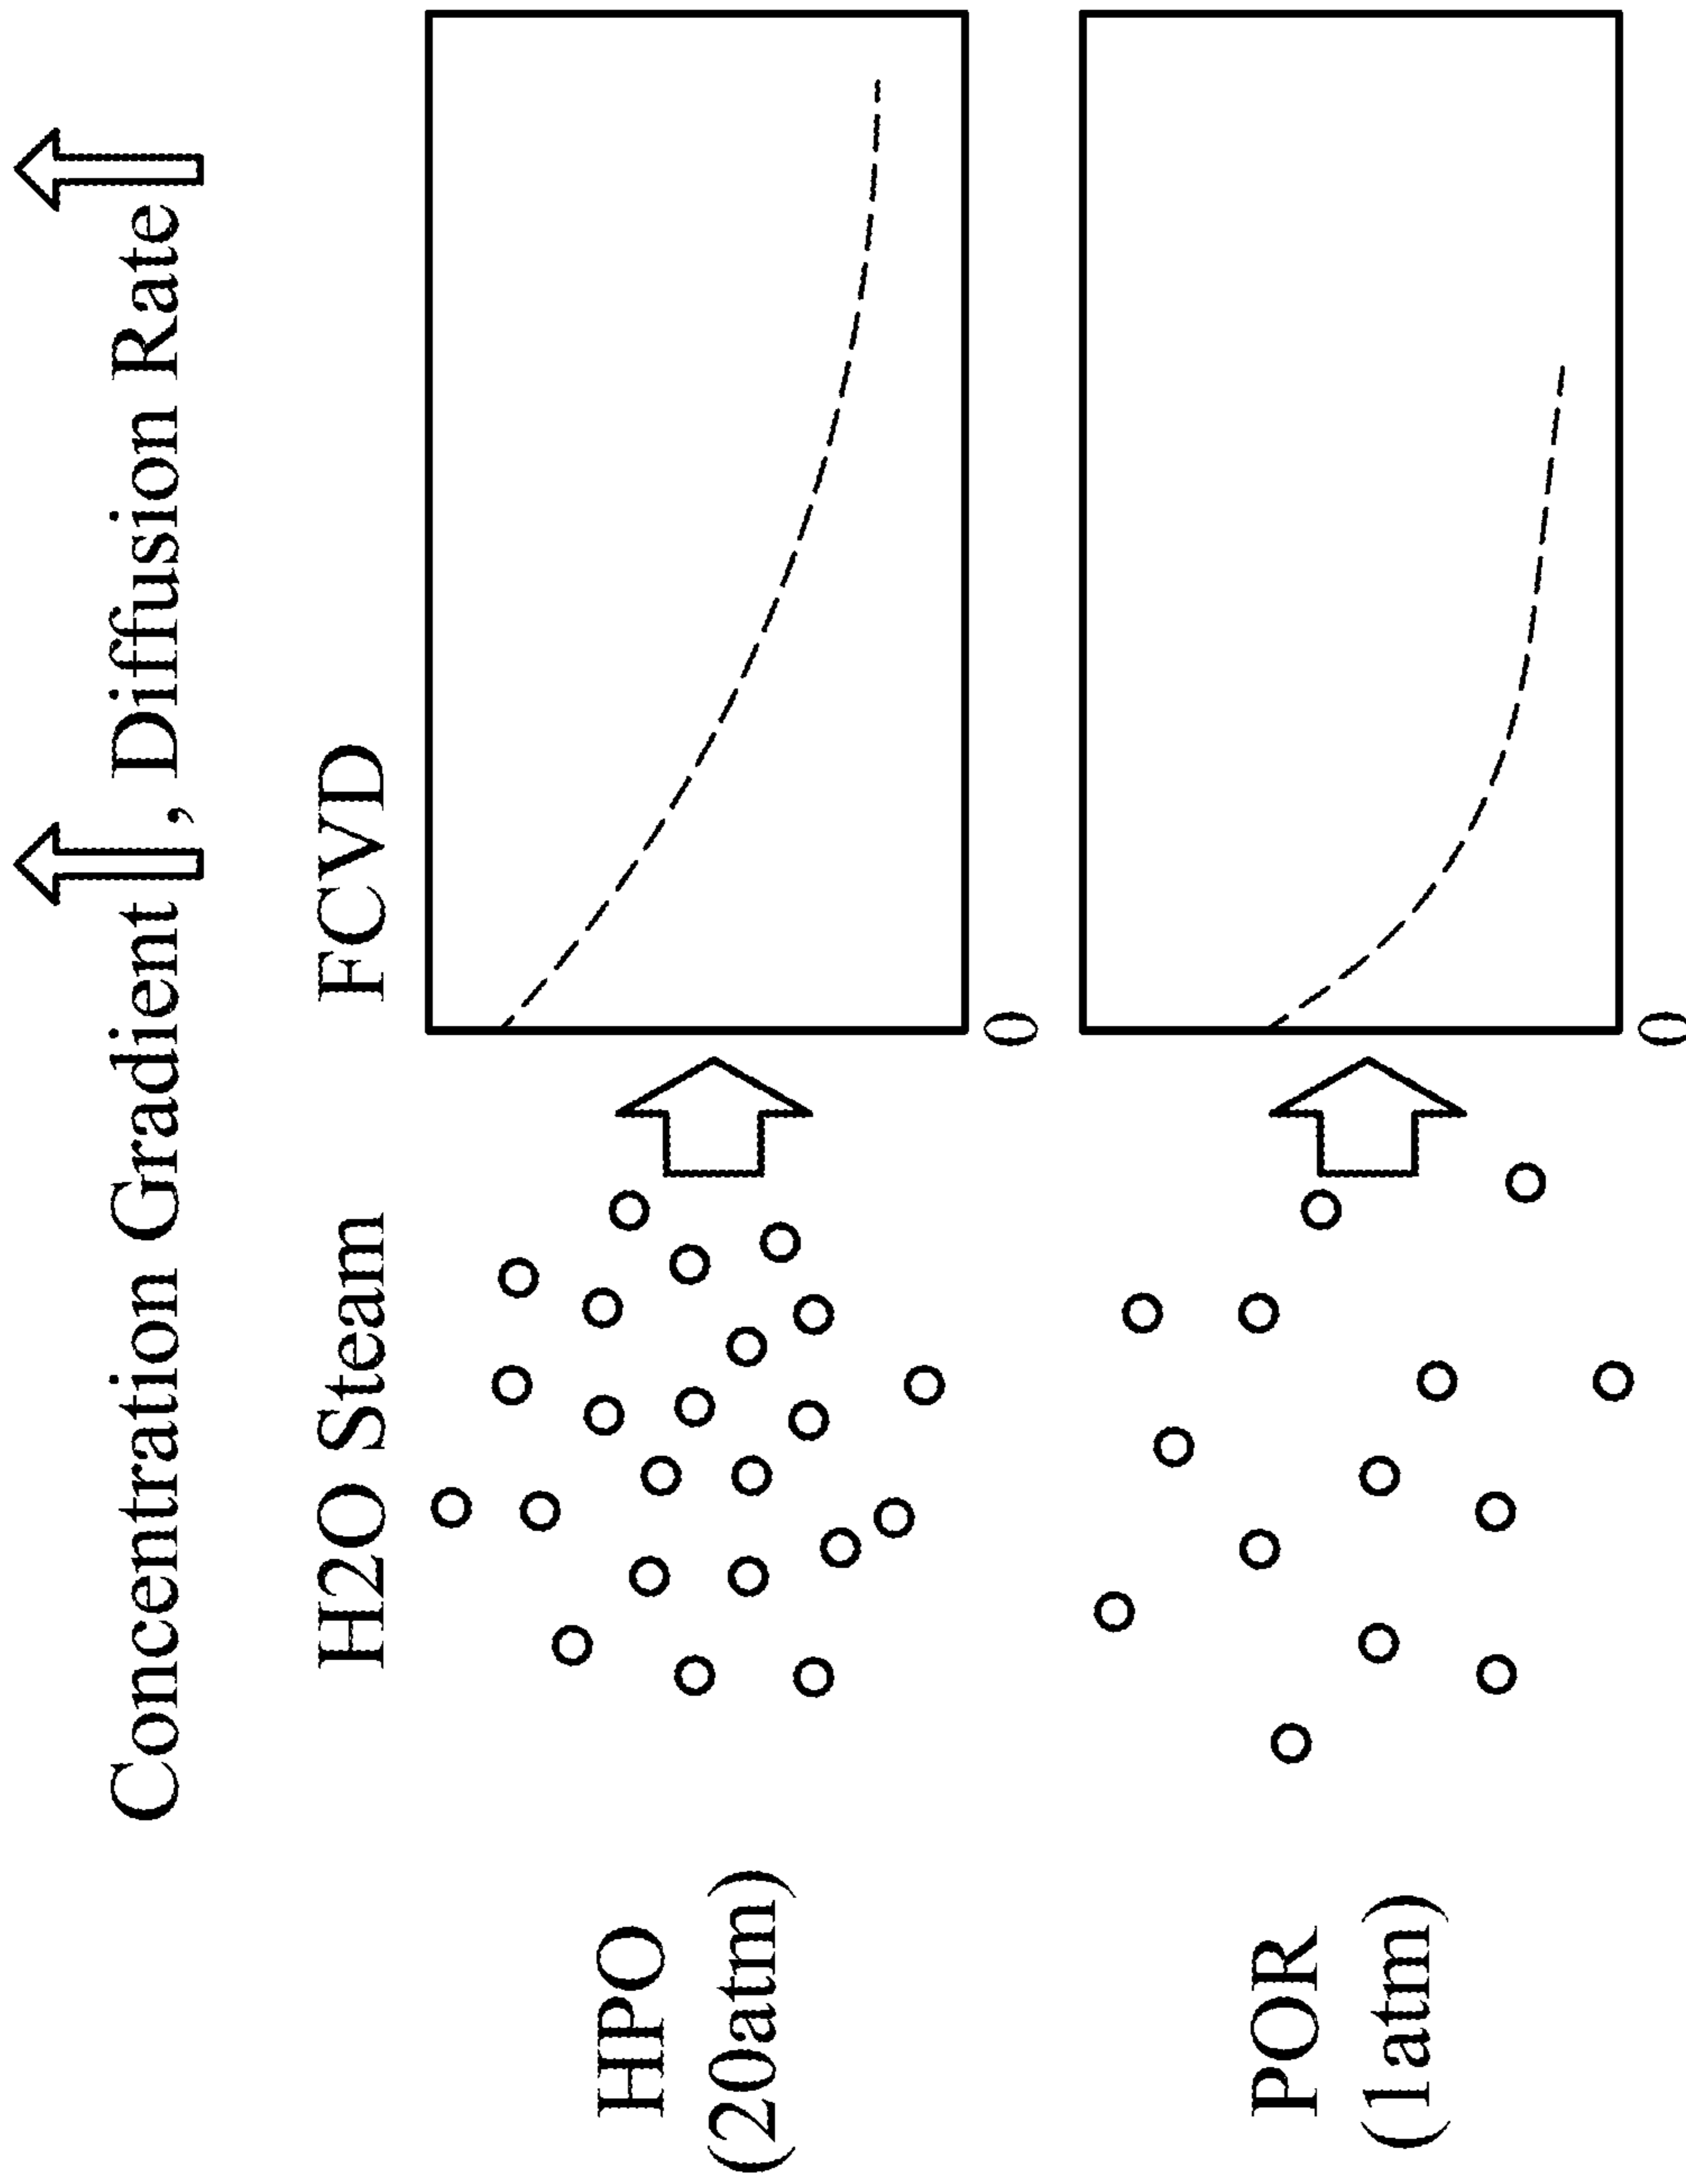 Concentration Gradient, Diffusion Rate
H2O Steam
FCVD
HPO
(20atm)
0
POR
(1atm)
0